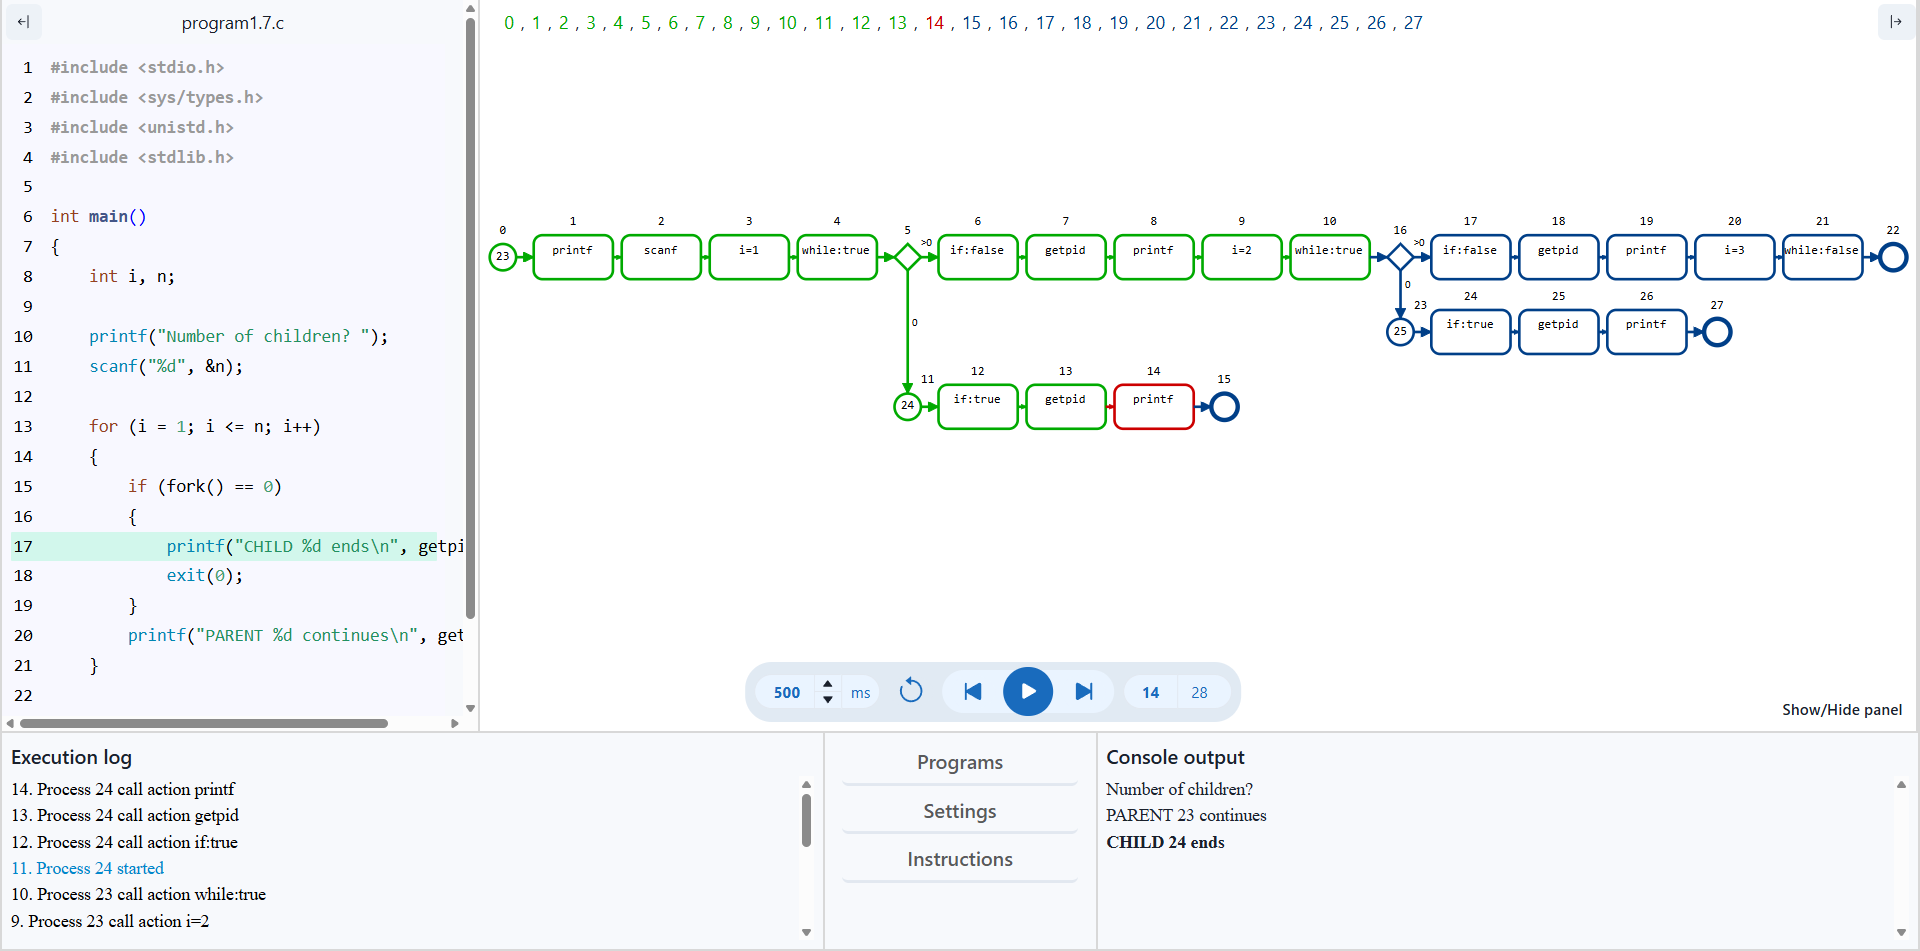 program1.7.c
1 #include <stdio.h>
2 #include <sys/types.h>
3 #include <unistd.h>
4 #include <stdlib.h>
5
6 int main()
7 {
8 int i, n;
9
10 printf("Number of children? ");
11 scanf("%d", &n);
12
13 for (i = 1; i <= n; i++)
14 {
15 if (fork() == 0)
16 {
17 printf("CHILD %d ends\n", getpi
18 exit(0);
19 }
20 printf("PARENT %d continues\n", get
21 }
22
0 , 1 , 2 , 3 , 4 , 5 , 6 , 7 , 8 , 9 , 10 , 11 , 12 , 13 , 14 , 15 , 16 , 17 , 18 , 19 , 20 , 21 , 22 , 23 , 24 , 25 , 26 , 27
0 1 2 3 4 5 6 7 8 9 10 16 17 18 19 20 21 22
23 printf scanf i=1 while:true >0 if:false getpid printf i=2 while:true >0 if:false getpid printf i=3 while:false
0 0
23 24 25 26 27
25 if:true getpid printf
11 12 13 14 15
24 if:true getpid printf
500 ms 14 28
Show/Hide panel
Execution log
14. Process 24 call action printf
13. Process 24 call action getpid
12. Process 24 call action if:true
11. Process 24 started
10. Process 23 call action while:true
9. Process 23 call action i=2
Programs
Settings
Instructions
Console output
Number of children?
PARENT 23 continues
CHILD 24 ends